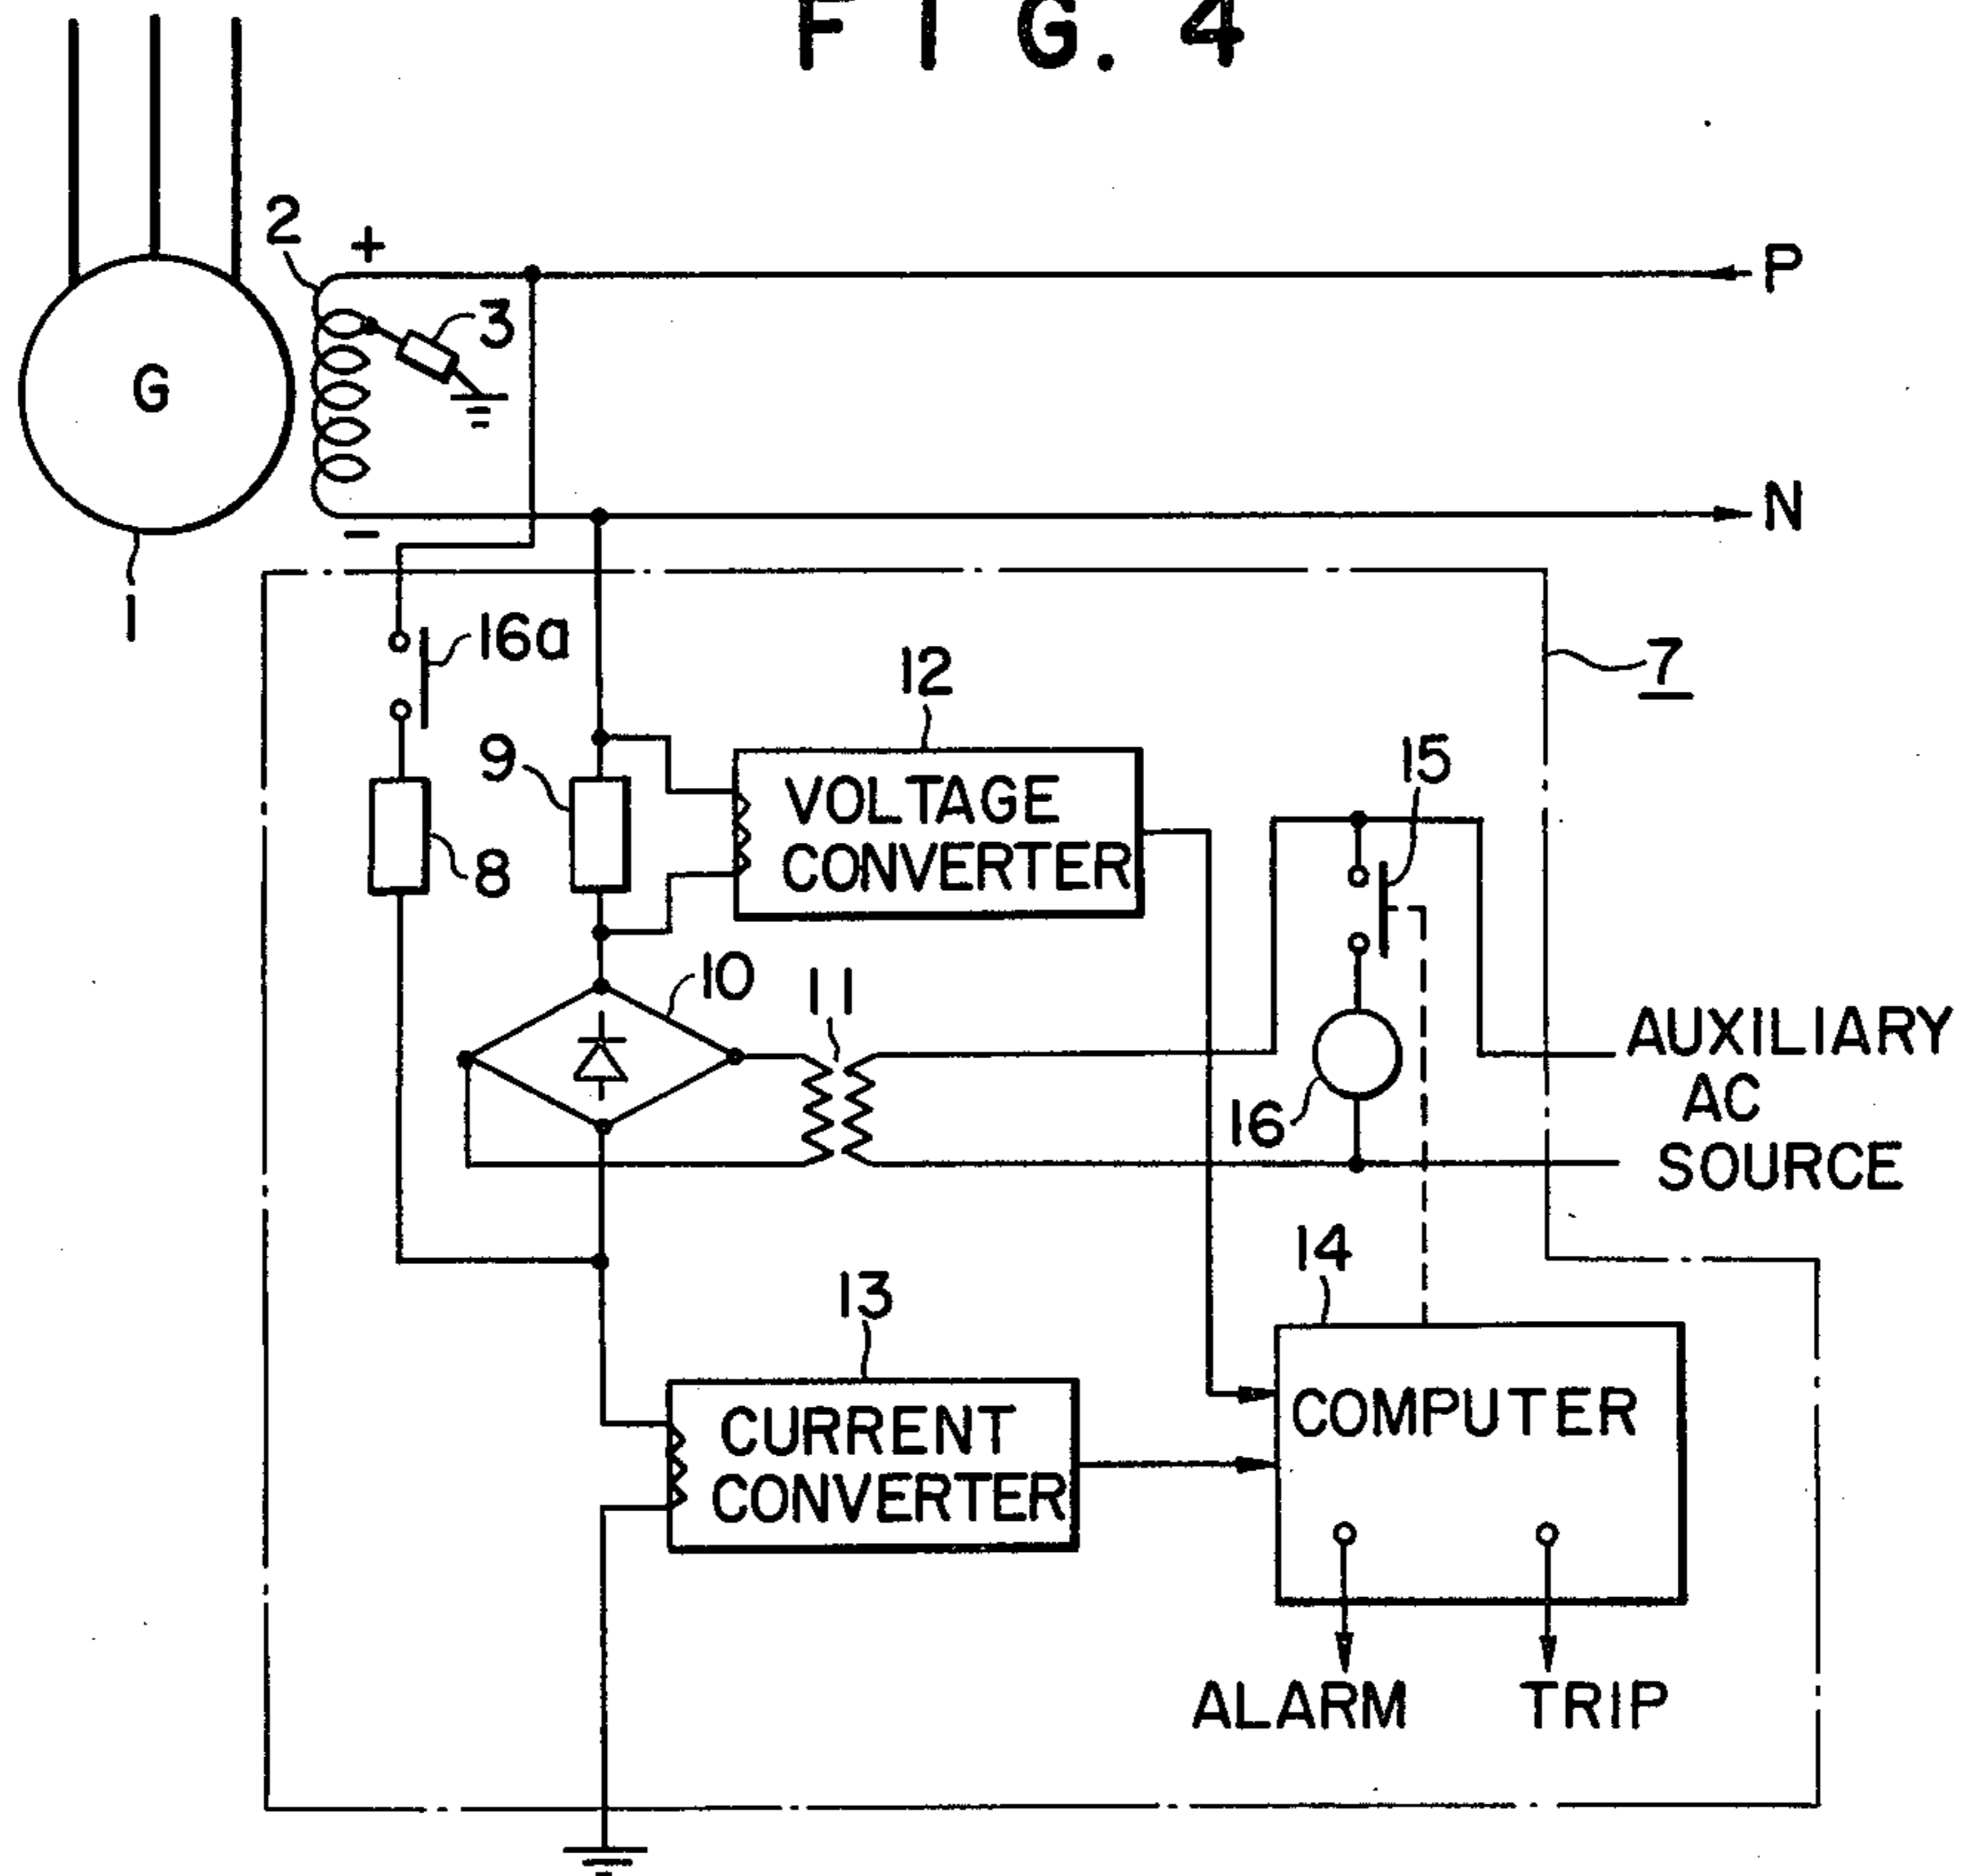 FIG. 4
2
+
P
3
G
N
-
1
16a
7
12
15
9
VOLTAGE
CONVERTER
8
10
11
AUXILIARY
AC
SOURCE
16
14
13
COMPUTER
CURRENT
CONVERTER
ALARM
TRIP